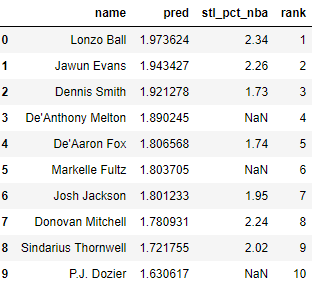 name pred stl_pct_nba rank
0 Lonzo Ball 1.973624 2.34 1
1 Jawun Evans 1.943427 2.26 2
2 Dennis Smith 1.921278 1.73 3
3 De'Anthony Melton 1.890245 NaN 4
4 De'Aaron Fox 1.806568 1.74 5
5 Markelle Fultz 1.803705 NaN 6
6 Josh Jackson 1.801233 1.95 7
7 Donovan Mitchell 1.780931 2.24 8
8 Sindarius Thornwell 1.721755 2.02 9
9 P.J. Dozier 1.630617 NaN 10